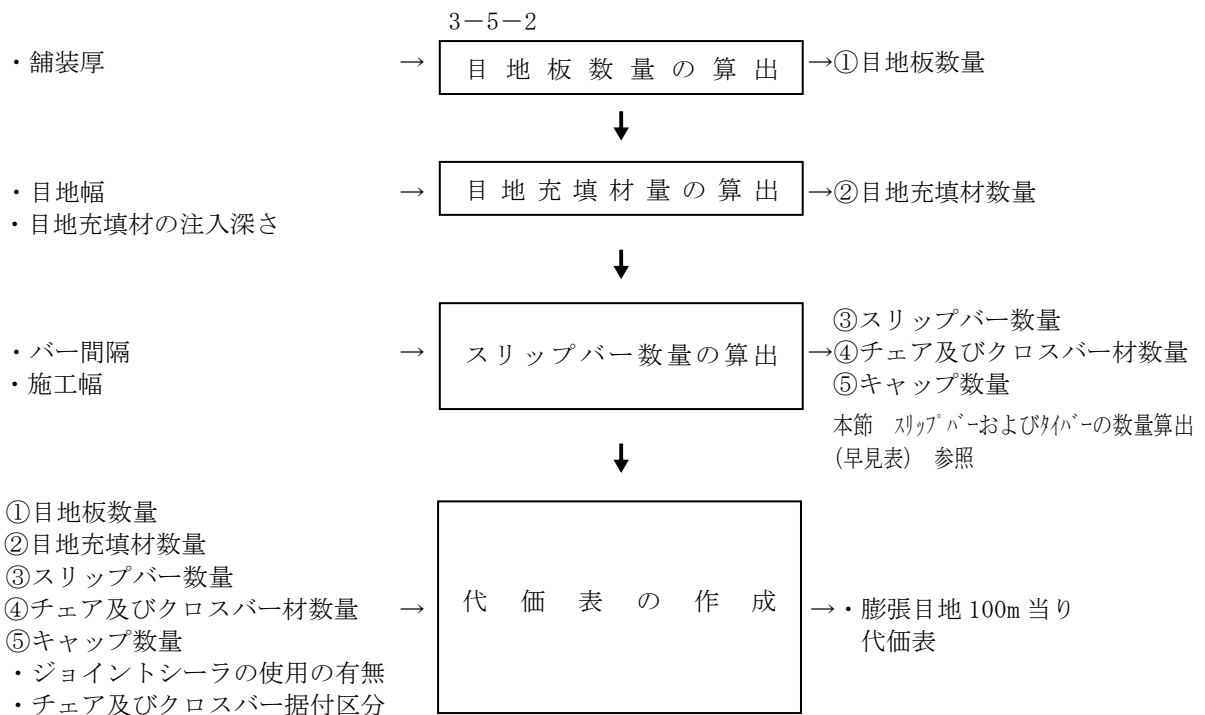 3－5－2
・舗装厚 → 目地板数量の算出 →①目地板数量
・目地幅 → 目地充填材量の算出 →②目地充填材数量
・目地充填材の注入深さ
③スリップバー数量
・バー間隔 → スリップバー数量の算出 →④チェア及びクロスバー材数量
・施工幅
⑤キャップ数量
本節　ｽﾘｯﾌﾟﾊﾞｰおよびﾀｲﾊﾞｰの数量算出
(早見表)　参照
①目地板数量
②目地充填材数量
③スリップバー数量
④チェア及びクロスバー材数量 → 代価表の作成 →・膨張目地 100m 当り
代価表
⑤キャップ数量
・ジョイントシーラの使用の有無
・チェア及びクロスバー据付区分